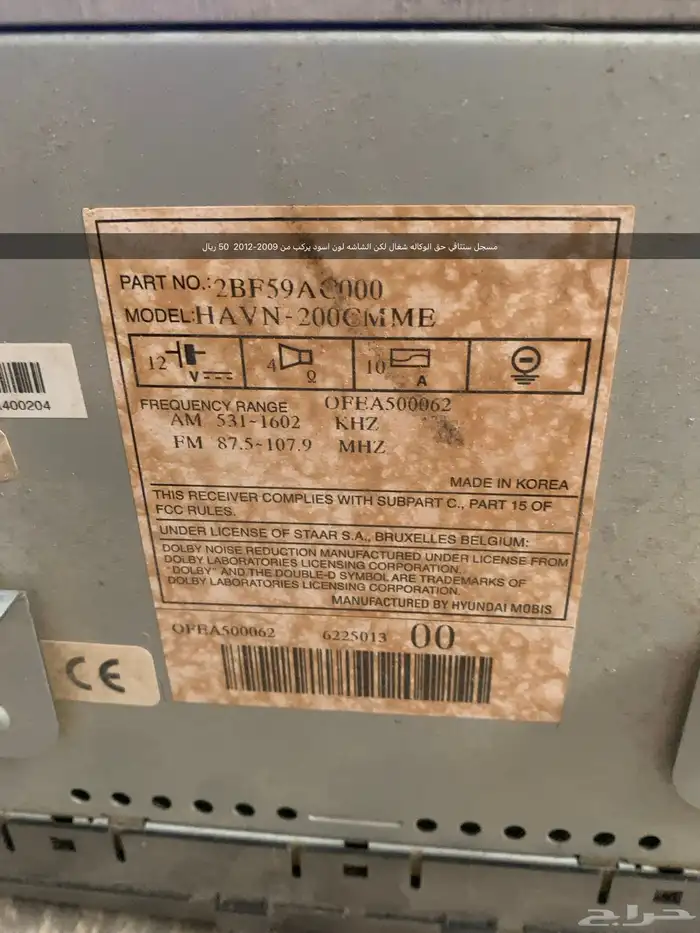 مسجل ستتافي حق الوكاله شغال لكن الشاشه لون اسود يركب من 2009-2012 50 ريال
PART NO.: 2BF59AC000
MODEL: HAVN-200CMME
12 V 4 Ω 10 A
FREQUENCY RANGE OFEA500062
AM 531~1602 KHZ
FM 87.5~107.9 MHZ
MADE IN KOREA
THIS RECEIVER COMPLIES WITH SUBPART C., PART 15 OF
FCC RULES.
UNDER LICENSE OF STAAR S.A., BRUXELLES BELGIUM:
DOLBY NOISE REDUCTION MANUFACTURED UNDER LICENSE FROM
DOLBY LABORATORIES LICENSING CORPORATION.
"DOLBY" AND THE DOUBLE-D SYMBOL ARE TRADEMARKS OF
DOLBY LABORATORIES LICENSING CORPORATION.
MANUFACTURED BY HYUNDAI MOBIS
OFEA500062 6225013 00
400204
CE
حراج